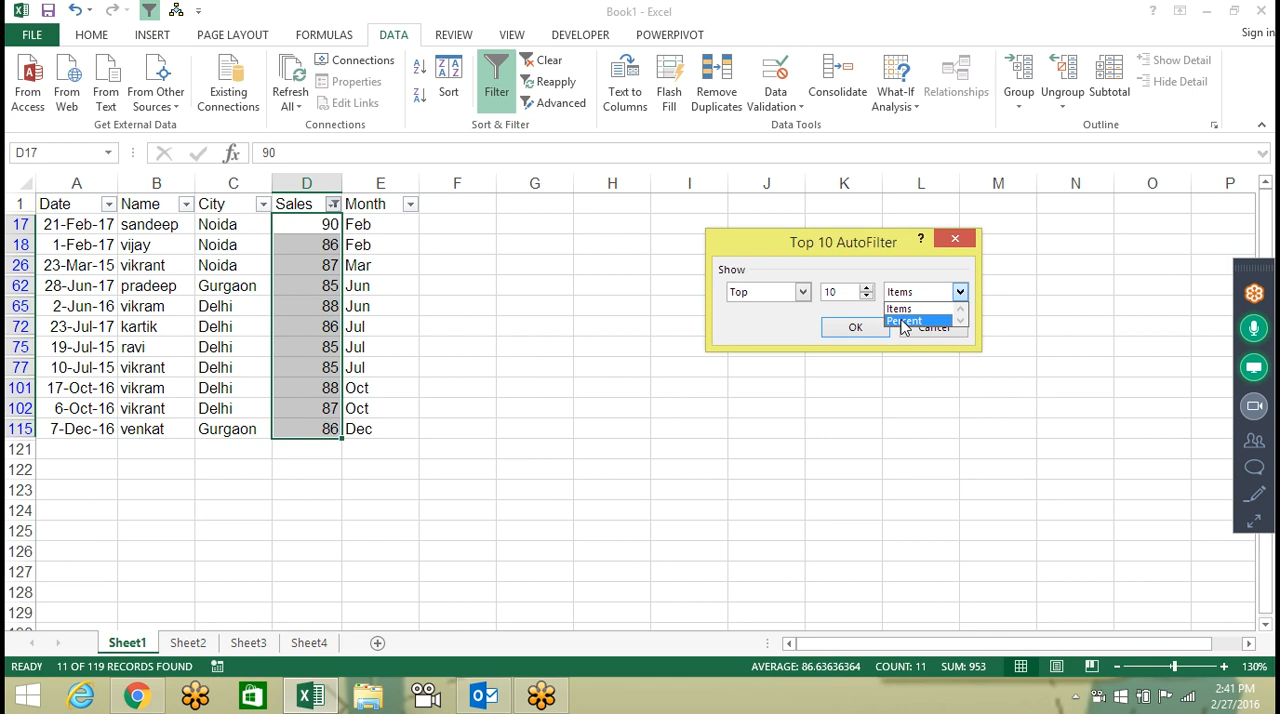 Book1 - Excel
FILE HOME INSERT PAGE LAYOUT FORMULAS DATA REVIEW VIEW DEVELOPER POWERPIVOT Sign in
From Access
From Web
From Text
From Other Sources
Existing Connections
Get External Data
Refresh All
Connections
Properties
Edit Links
Connections
Sort
Filter
Clear
Reapply
Advanced
Sort & Filter
Text to Columns
Flash Fill
Remove Duplicates
Data Validation
Consolidate
What-If Analysis
Relationships
Data Tools
Group
Ungroup
Subtotal
Show Detail
Hide Detail
Outline
D17 fx 90
A B C D E F G H I J K L M N O P
1 Date Name City Sales Month
17 21-Feb-17 sandeep Noida 90 Feb
18 1-Feb-17 vijay Noida 86 Feb
26 23-Mar-15 vikrant Noida 87 Mar
62 28-Jun-17 pradeep Gurgaon 85 Jun
65 2-Jun-16 vikram Delhi 88 Jun
72 23-Jul-17 kartik Delhi 86 Jul
75 19-Jul-15 ravi Delhi 85 Jul
77 10-Jul-15 vikrant Delhi 85 Jul
101 17-Oct-16 vikram Delhi 88 Oct
102 6-Oct-16 vikrant Delhi 87 Oct
115 7-Dec-16 venkat Gurgaon 86 Dec
121
122
123
124
125
126
127
128
129
Top 10 AutoFilter ?
Show
Top 10 Items
Items
Percent
OK Cancel
Sheet1 Sheet2 Sheet3 Sheet4
READY 11 OF 119 RECORDS FOUND AVERAGE: 86.63636364 COUNT: 11 SUM: 953 130%
2:41 PM
2/27/2016